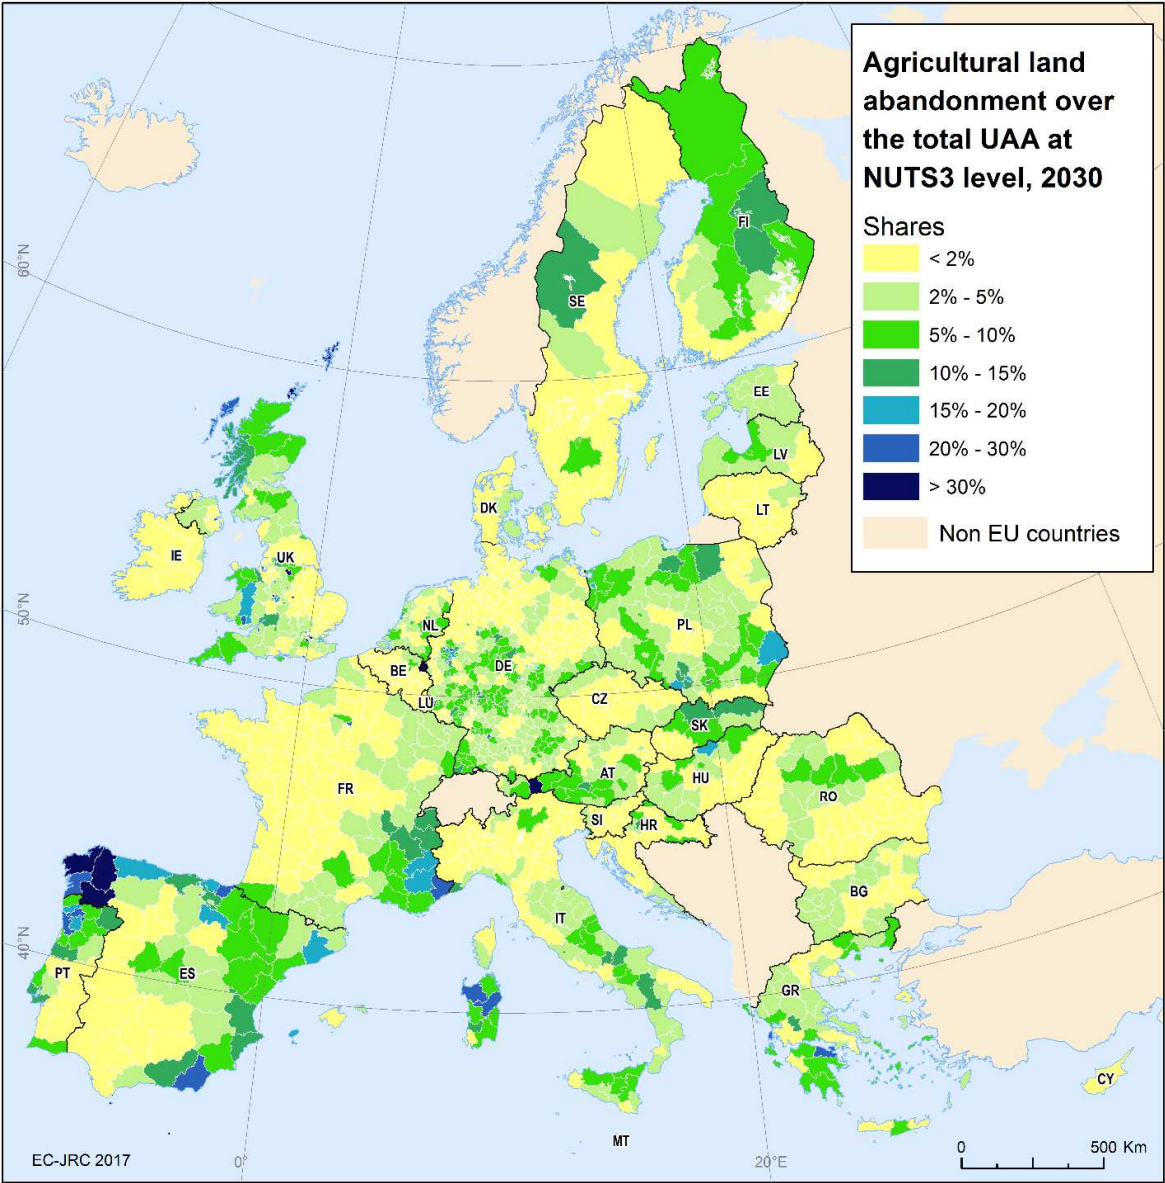 Agricultural land
abandonment over
the total UAA at
NUTS3 level, 2030
Shares
< 2%
2% - 5%
5% - 10%
10% - 15%
15% - 20%
20% - 30%
> 30%
Non EU countries
60°N
50°N
40°N
FI
SE
EE
LV
LT
DK
IE
UK
NL
PL
BE
DE
LU
CZ
SK
FR
AT
HU
RO
SI
HR
BG
IT
PT
ES
GR
CY
MT
EC-JRC 2017
0°
20°E
0
500 Km